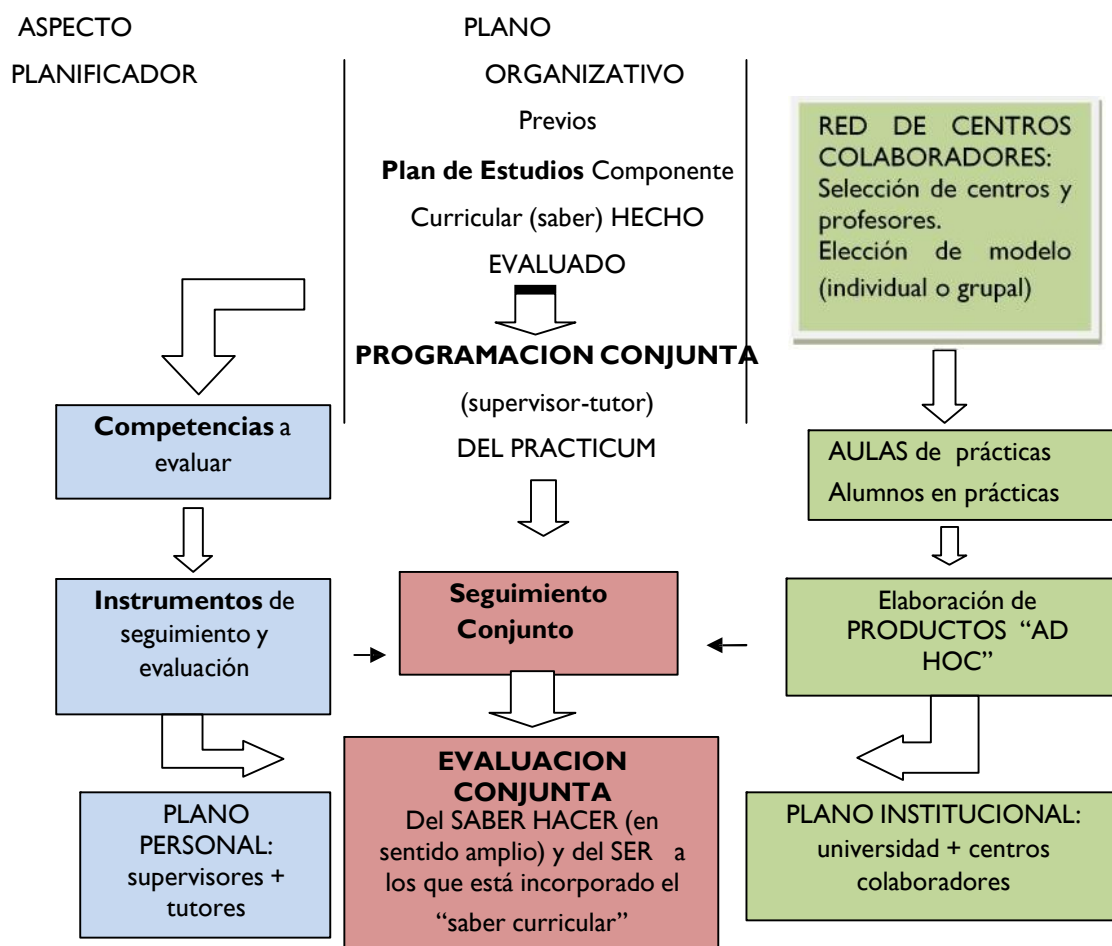 ASPECTO
PLANIFICADOR
PLANO
ORGANIZATIVO
Previos
Plan de Estudios Componente
Curricular (saber) HECHO
EVALUADO
PROGRAMACION CONJUNTA
(supervisor-tutor)
DEL PRACTICUM
RED DE CENTROS
COLABORADORES:
Selección de centros y
profesores.
Elección de modelo
(individual o grupal)
Competencias a
evaluar
AULAS de prácticas
Alumnos en prácticas
Instrumentos de
seguimiento y
evaluación
Seguimiento
Conjunto
Elaboración de
PRODUCTOS “AD
HOC”
PLANO
PERSONAL:
supervisores +
tutores
EVALUACION
CONJUNTA
Del SABER HACER (en
sentido amplio) y del SER a
los que está incorporado el
“saber curricular”
PLANO INSTITUCIONAL:
universidad + centros
colaboradores